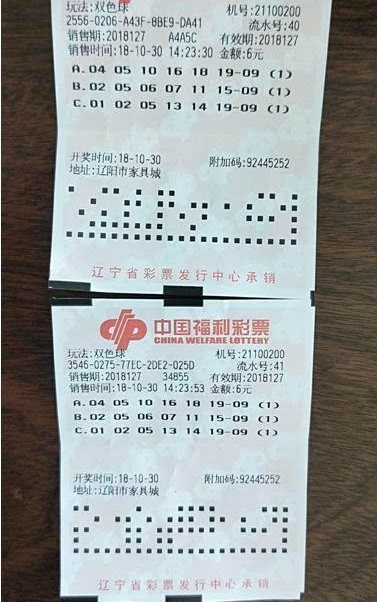 玩法:双色球 机号:21100200
2556-0206-A43F-8BE9-DA41 流水号:40
销售期:2018127 A4A5C 有效期:2018127
销售时间:18-10-30 14:23:30 金额:6元
A.04 05 10 16 18 19-09 (1)
B.02 05 06 07 11 15-09 (1)
C.01 02 05 13 14 19-09 (1)
开奖时间:18-10-30 附加码:92445252
地址:辽阳市家具城
辽宁省彩票发行中心承销
中国福利彩票
CHINA WELFARE LOTTERY
玩法:双色球 机号:21100200
3546-0275-77EC-2DE2-025D 流水号:41
销售期:2018127 34855 有效期:2018127
销售时间:18-10-30 14:23:53 金额:6元
A.04 05 10 16 18 19-09 (1)
B.02 05 06 07 11 15-09 (1)
C.01 02 05 13 14 19-09 (1)
开奖时间:18-10-30 附加码:92445252
地址:辽阳市家具城
辽宁省彩票发行中心承销